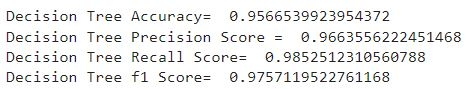 Decision Tree Accuracy=  0.9566539923954372
Decision Tree Precision Score =  0.9663556222451468
Decision Tree Recall Score=  0.9852512310560788
Decision Tree f1 Score=  0.9757119522761168